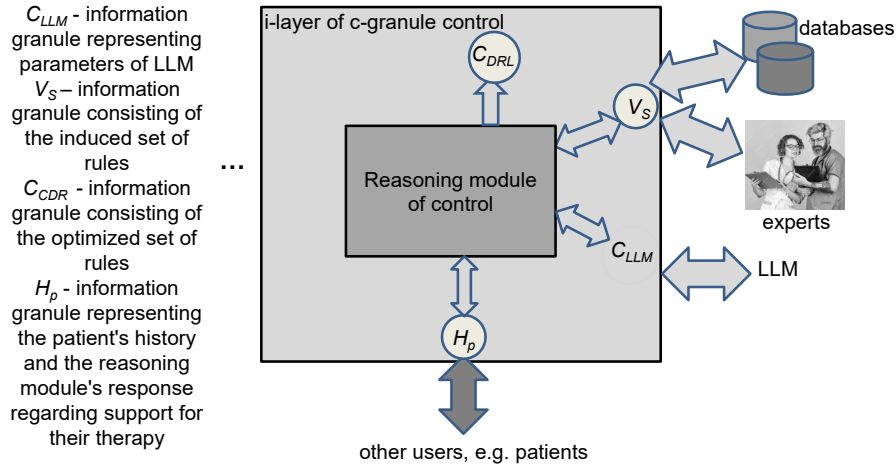 C_LLM - information
granule representing
parameters of LLM
V_S – information
granule consisting of
the induced set of
rules
C_CDR - information
granule consisting of
the optimized set of
rules
H_p - information
granule representing
the patient's history
and the reasoning
module's response
regarding support for
their therapy
...
i-layer of c-granule control
C_DRL
V_S
databases
Reasoning module
of control
experts
C_LLM
LLM
H_p
other users, e.g. patients